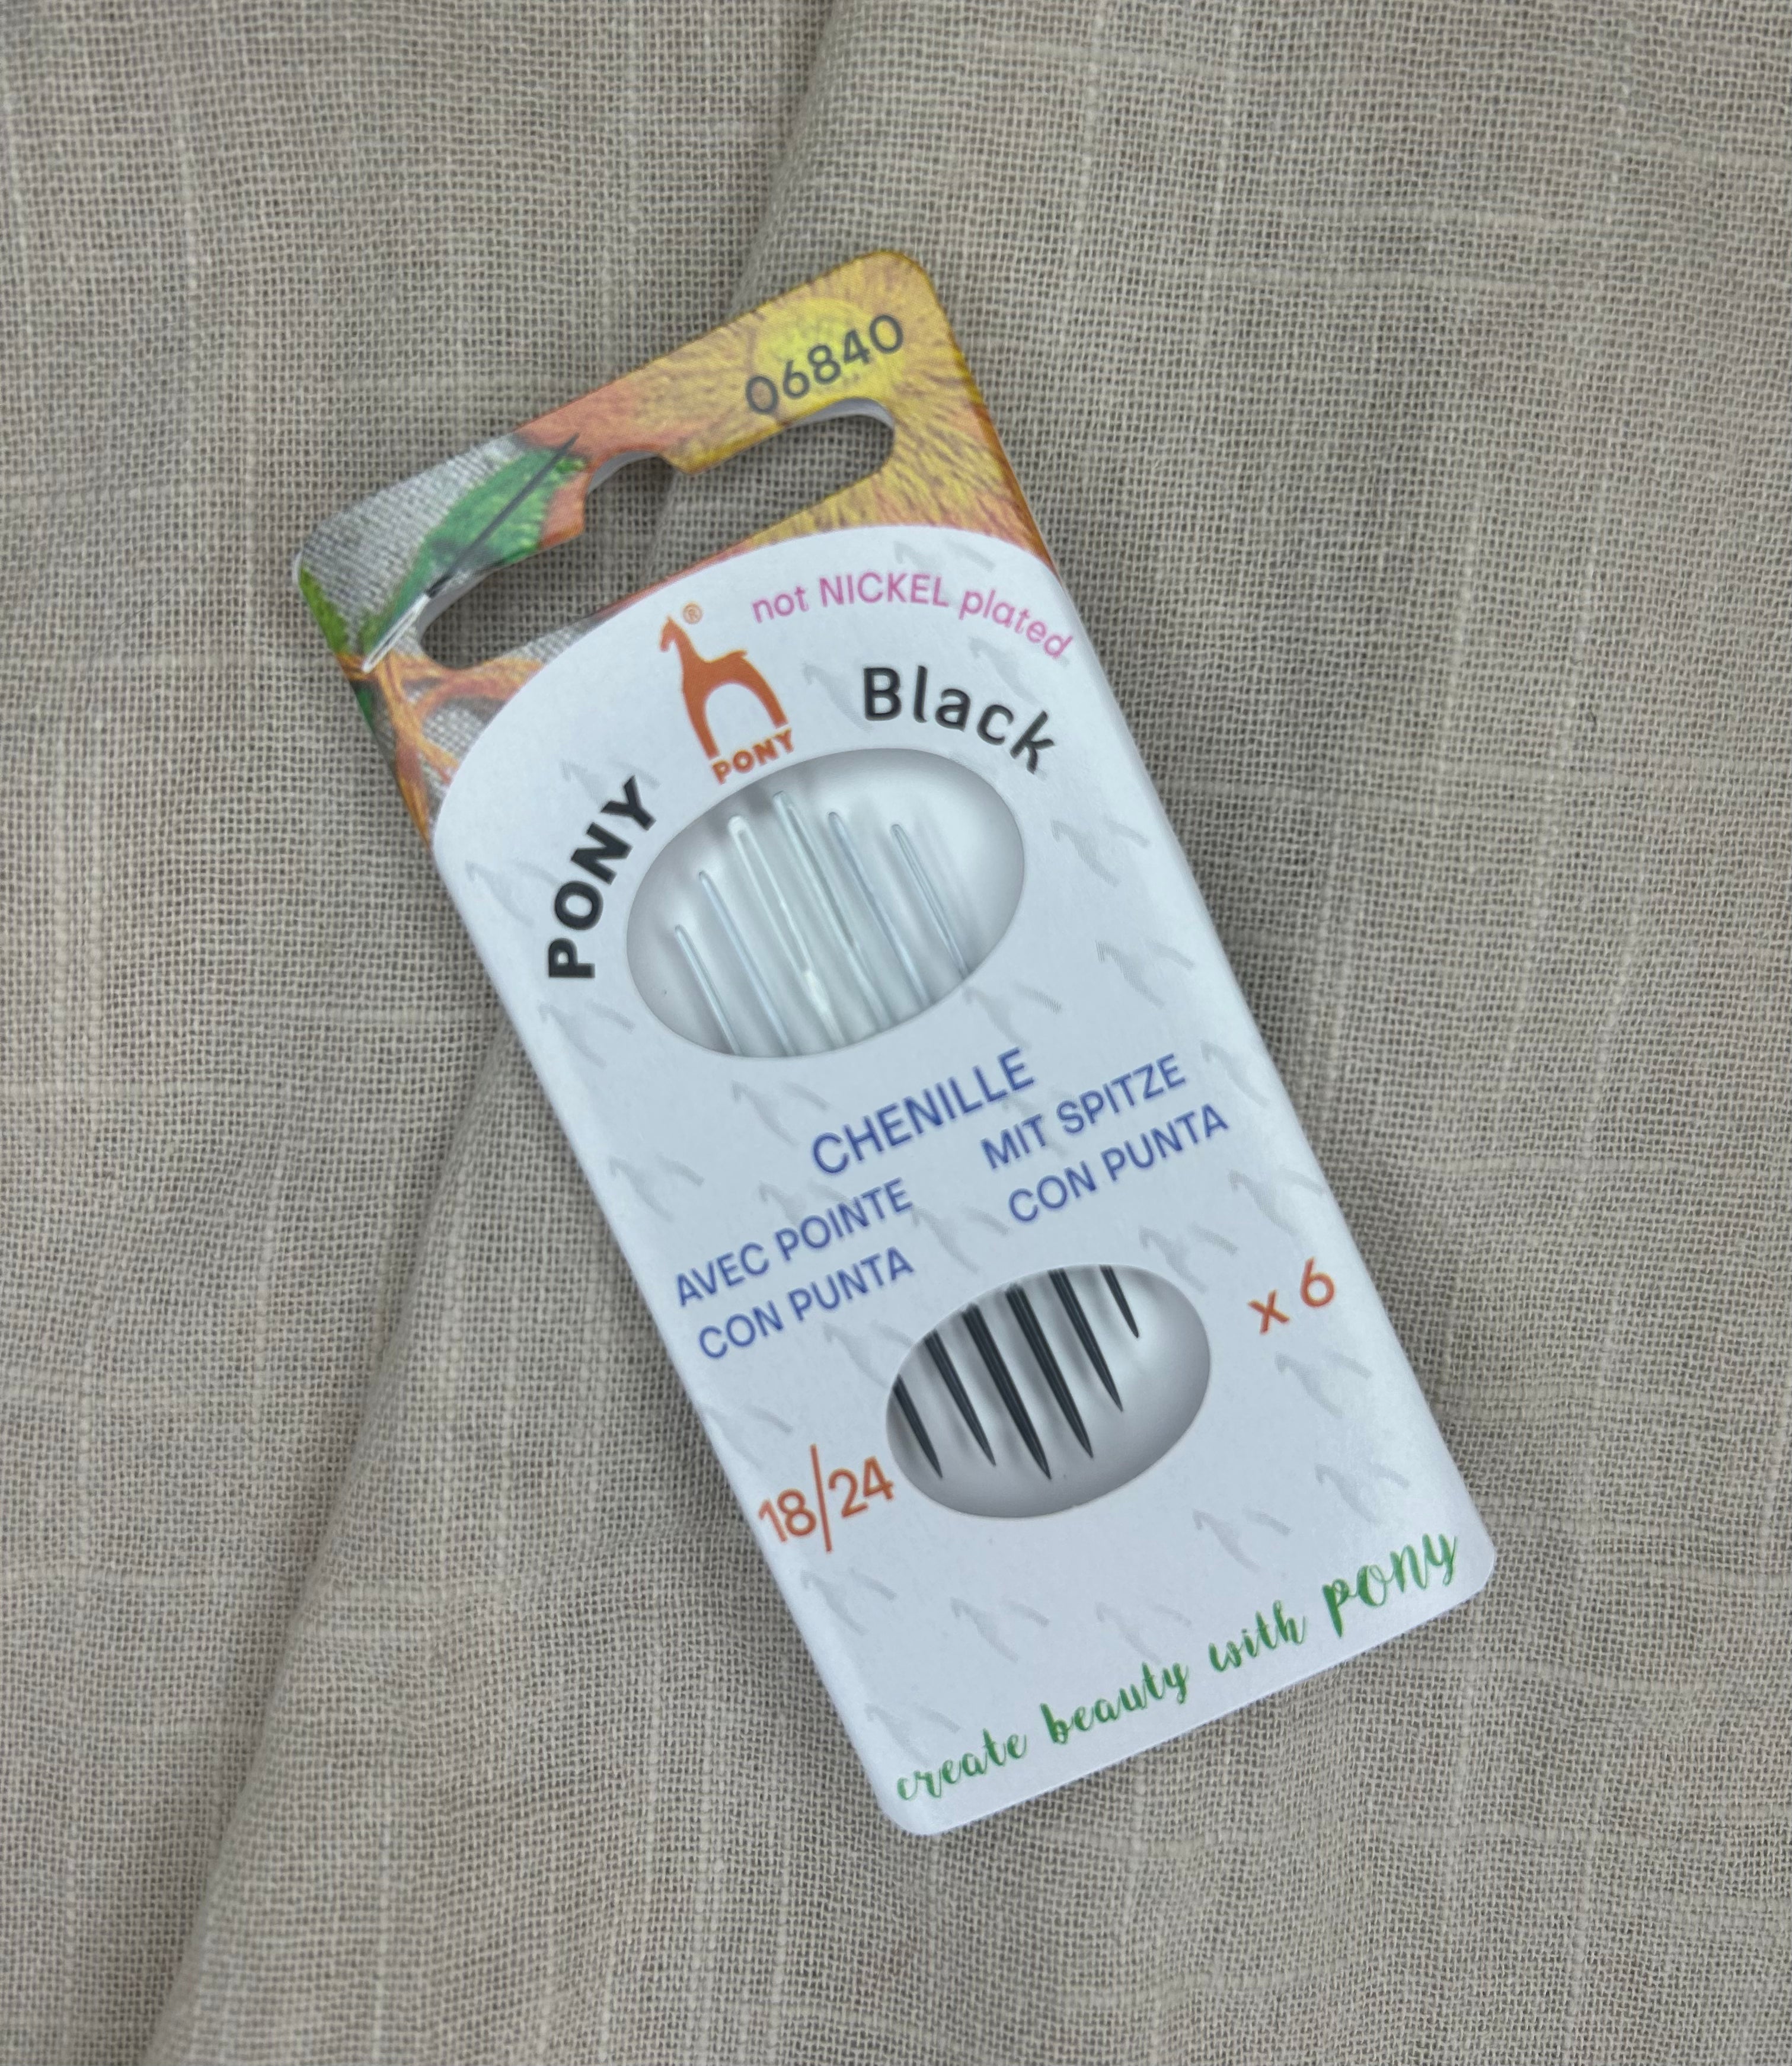 06840
not NICKEL plated
®
PONY
PONY Black
CHENILLE
AVEC POINTE MIT SPITZE
CON PUNTA CON PUNTA
x 6
18/24
create beauty with PONY